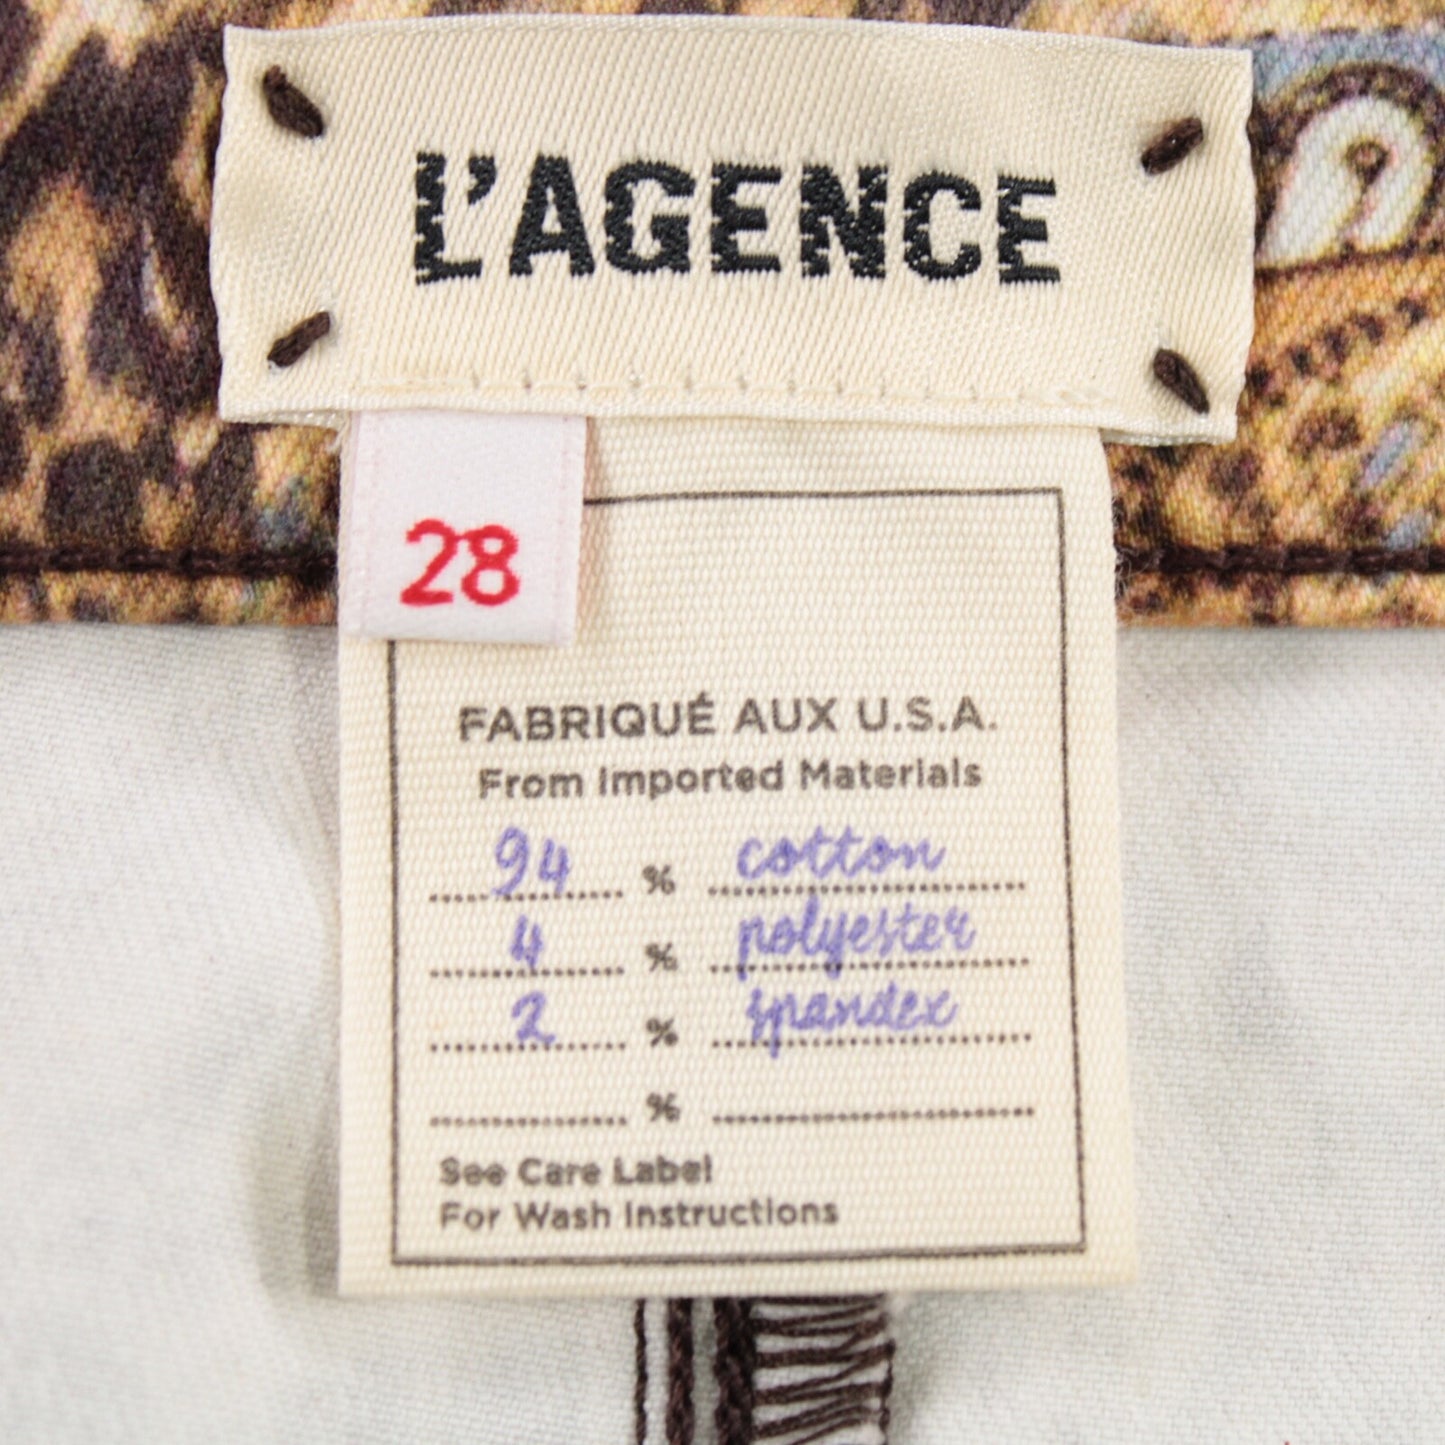 L'AGENCE
28
FABRIQUÉ AUX U.S.A.
From Imported Materials
94 % cotton
4 % polyester
2 % spandex
%
See Care Label
For Wash Instructions